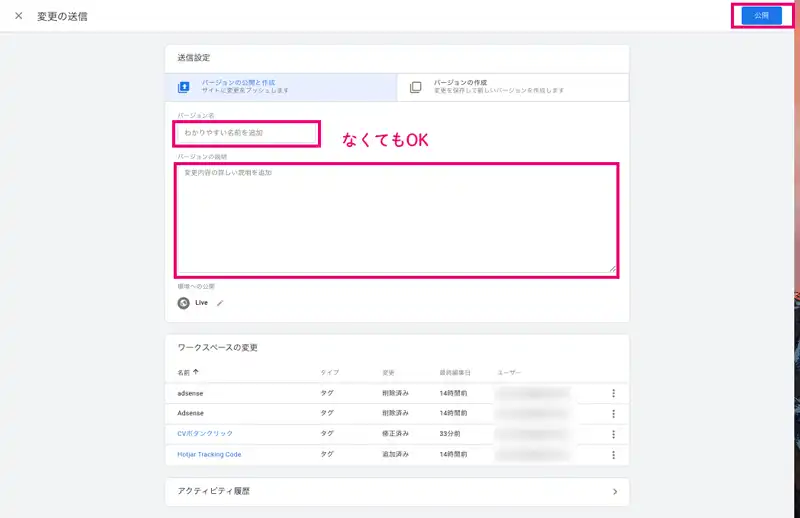 変更の送信
公開
送信設定
バージョンの公開と作成
サイトに変更をプッシュします
バージョンの作成
変更を保存して新しいバージョンを作成します
バージョン名
わかりやすい名前を追加
なくてもOK
バージョンの説明
変更内容の詳しい説明を追加
環境への公開
Live
ワークスペースの変更
名前 タイプ 変更 最終編集日 ユーザー
adsense タグ 削除済み 14時間前
Adsense タグ 削除済み 14時間前
CVボタンクリック タグ 修正済み 33分前
Hotjar Tracking Code タグ 追加済み 14時間前
アクティビティ履歴